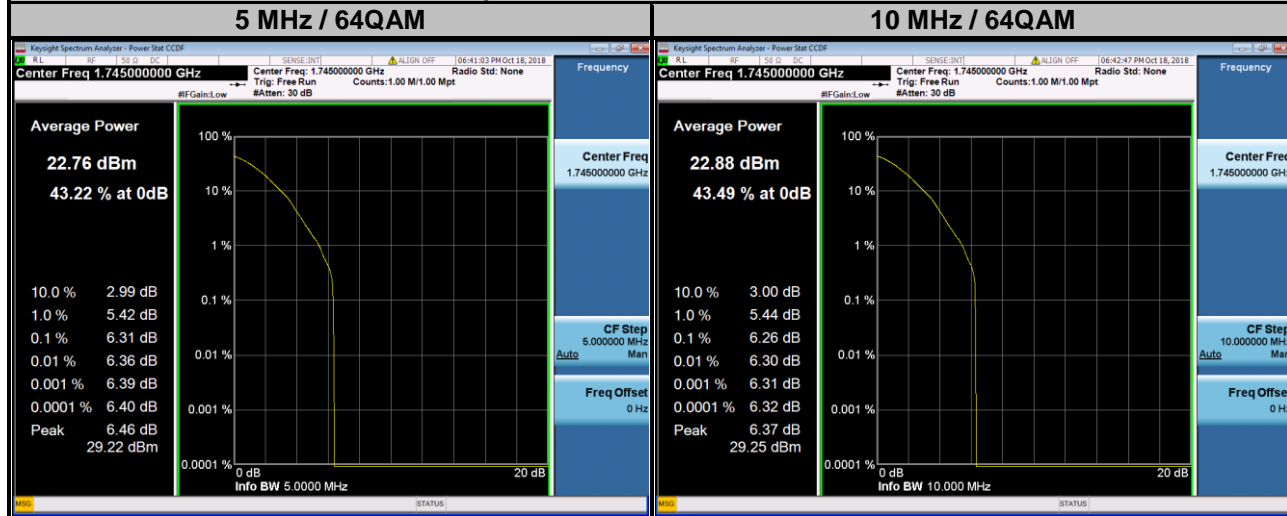 5 MHz / 64QAM
Keysight Spectrum Analyzer - Power Stat CCDF
RL RF 50 Ω DC SENSE:INT ALIGN OFF 06:41:03 PM Oct 18, 2018
Center Freq 1.745000000 GHz
Center Freq: 1.745000000 GHz Radio Std: None
Trig: Free Run Counts:1.00 M/1.00 Mpt
#IFGain:Low #Atten: 30 dB
Frequency
Average Power
22.76 dBm
43.22 % at 0dB
10.0 % 2.99 dB
1.0 % 5.42 dB
0.1 % 6.31 dB
0.01 % 6.36 dB
0.001 % 6.39 dB
0.0001 % 6.40 dB
Peak 6.46 dB
29.22 dBm
100 %
10 %
1 %
0.1 %
0.01 %
0.001 %
0.0001 %
0 dB 20 dB
Info BW 5.0000 MHz
Center Freq
1.745000000 GHz
CF Step
5.000000 MHz
Auto Man
Freq Offset
0 Hz
MSG STATUS
10 MHz / 64QAM
Keysight Spectrum Analyzer - Power Stat CCDF
RL RF 50 Ω DC SENSE:INT ALIGN OFF 06:42:47 PM Oct 18, 2018
Center Freq 1.745000000 GHz
Center Freq: 1.745000000 GHz Radio Std: None
Trig: Free Run Counts:1.00 M/1.00 Mpt
#IFGain:Low #Atten: 30 dB
Frequency
Average Power
22.88 dBm
43.49 % at 0dB
10.0 % 3.00 dB
1.0 % 5.44 dB
0.1 % 6.26 dB
0.01 % 6.30 dB
0.001 % 6.31 dB
0.0001 % 6.32 dB
Peak 6.37 dB
29.25 dBm
100 %
10 %
1 %
0.1 %
0.01 %
0.001 %
0.0001 %
0 dB 20 dB
Info BW 10.000 MHz
Center Freq
1.745000000 GHz
CF Step
10.000000 MHz
Auto Man
Freq Offset
0 Hz
MSG STATUS